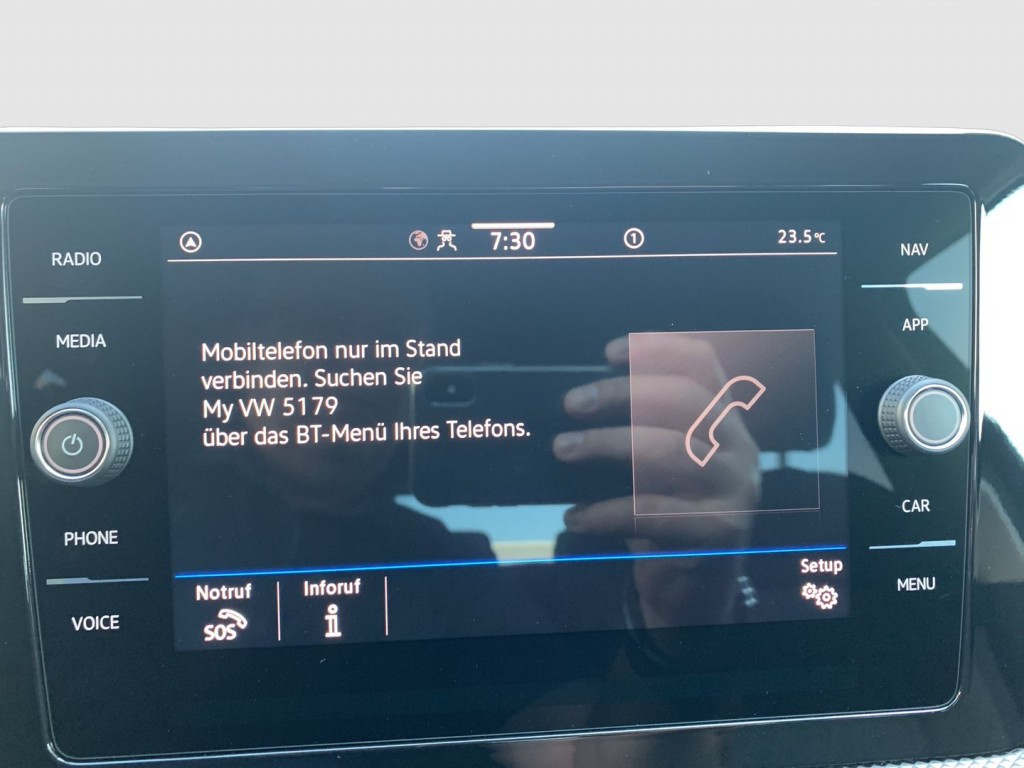 RADIO
MEDIA
PHONE
VOICE
7:30
1
23.5°C
Mobiltelefon nur im Stand
verbinden. Suchen Sie
My VW 5179
über das BT-Menü Ihres Telefons.
Notruf
SOS
Inforuf
i
Setup
NAV
APP
CAR
MENU